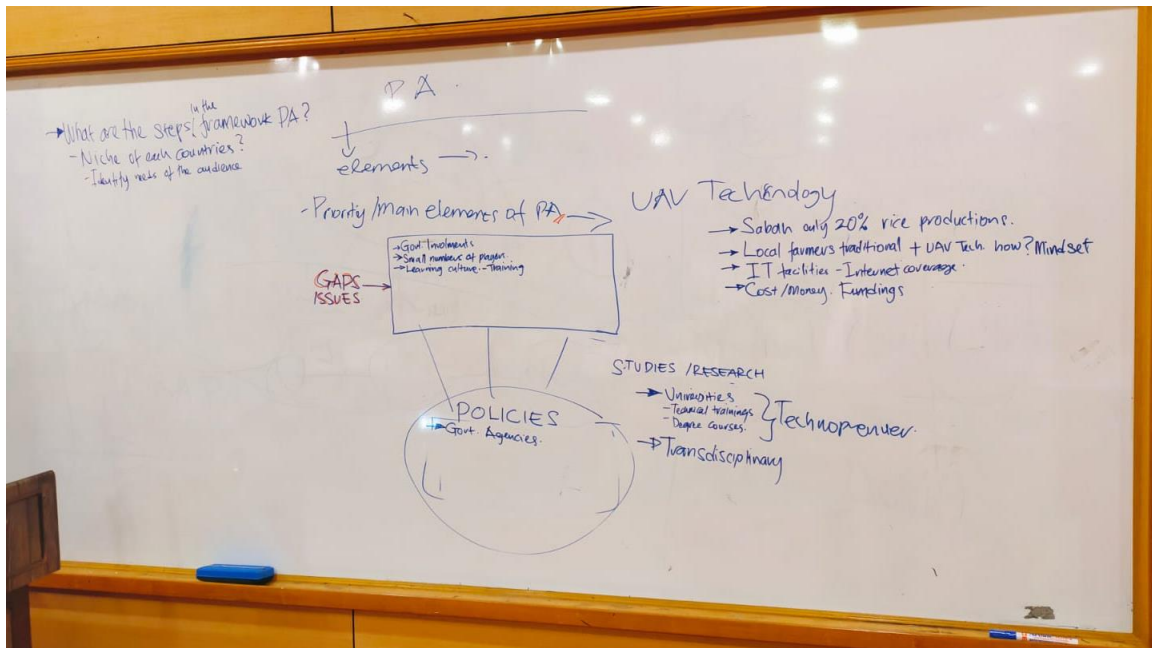 PA.
in the
→What are the steps/framework PA?
- Niche of each countries?
- Identify needs of the audience
elements →.
- Priority/main elements of PA →
UAV Technology
→ Sabah only 20% rice productions.
→ Local farmers traditional + UAV Tech. how? Mindset
→ IT facilities - Internet coverage.
→ Cost/Money. Fundings
→Govt. Involments
→Small numbers of player.
→Learning culture - Training
GAPS →
ISSUES
STUDIES / RESEARCH
→ Universities
- Technical trainings
- Degree courses.
Technoprenuer.
→ Transdisciplinary
POLICIES
→ Govt. Agencies.